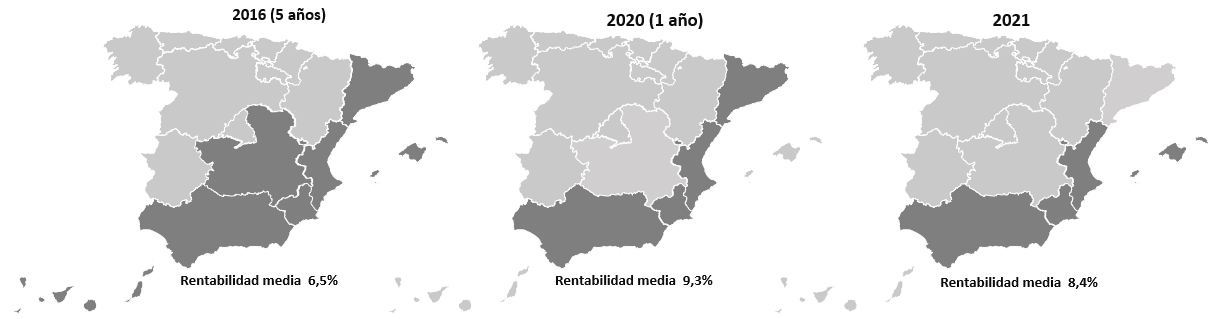 2016 (5 años)
2020 (1 año)
2021
Rentabilidad media 6,5%
Rentabilidad media 9,3%
Rentabilidad media 8,4%